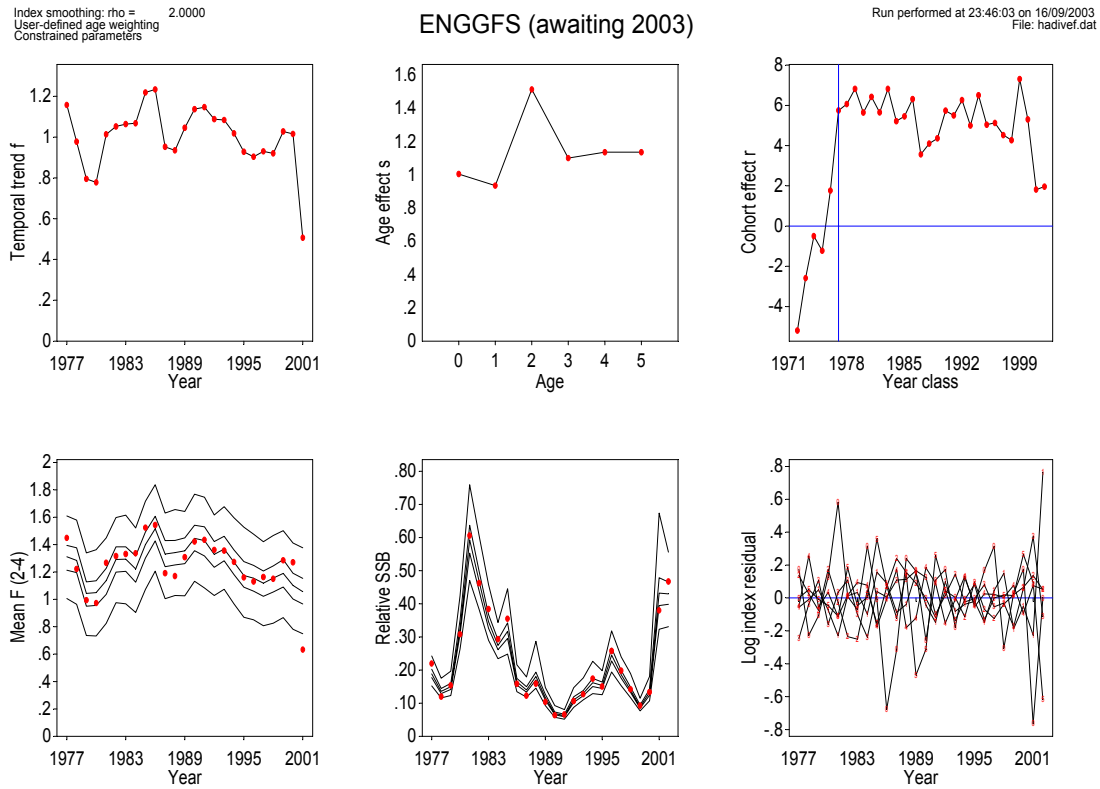 Index smoothing: rho = 2.0000
User-defined age weighting
Constrained parameters
ENGGFS (awaiting 2003)
Run performed at 23:46:03 on 16/09/2003
File: hadivef.dat
Temporal trend f
1.2
1
.8
.6
.4
.2
0
1977 1983 1989 1995 2001
Year
Age effect s
1.6
1.4
1.2
1
.8
.6
.4
.2
0
0 1 2 3 4 5
Age
Cohort effect r
8
6
4
2
0
-2
-4
1971 1978 1985 1992 1999
Year class
Mean F (2-4)
2
1.8
1.6
1.4
1.2
1
.8
.6
.4
.2
0
1977 1983 1989 1995 2001
Year
Relative SSB
.80
.70
.60
.50
.40
.30
.20
.10
0
1977 1983 1989 1995 2001
Year
Log index residual
.8
.6
.4
.2
0
-.2
-.4
-.6
-.8
1977 1983 1989 1995 2001
Year